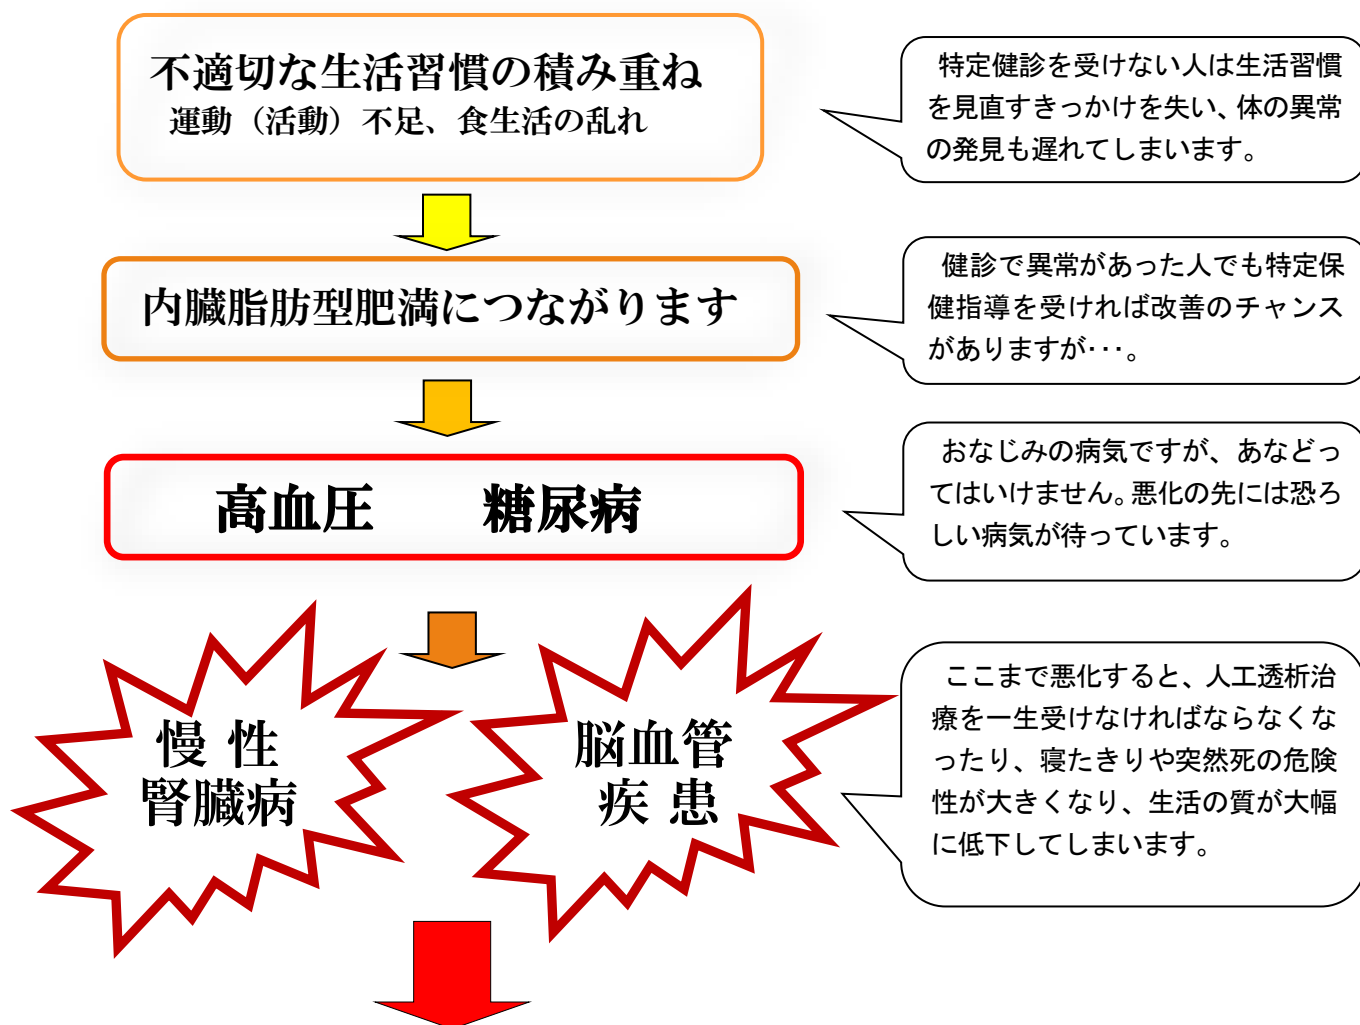 不適切な生活習慣の積み重ね
運動（活動）不足、食生活の乱れ
特定健診を受けない人は生活習慣
を見直すきっかけを失い、体の異常
の発見も遅れてしまいます。
内臓脂肪型肥満につながります
健診で異常があった人でも特定保
健指導を受ければ改善のチャンス
がありますが･･･。
高血圧　　糖尿病
おなじみの病気ですが、あなどっ
てはいけません。悪化の先には恐ろ
しい病気が待っています。
慢 性
腎臓病
脳血管
疾 患
ここまで悪化すると、人工透析治
療を一生受けなければならなくな
ったり、寝たきりや突然死の危険
性が大きくなり、生活の質が大幅
に低下してしまいます。